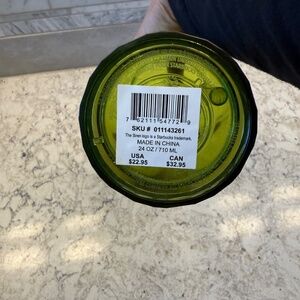 7 62111 54772 9
SKU # 011143261
The Siren logo is a Starbucks trademark.
MADE IN CHINA
24 OZ / 710 ML
USA CAN
$22.95 $32.95